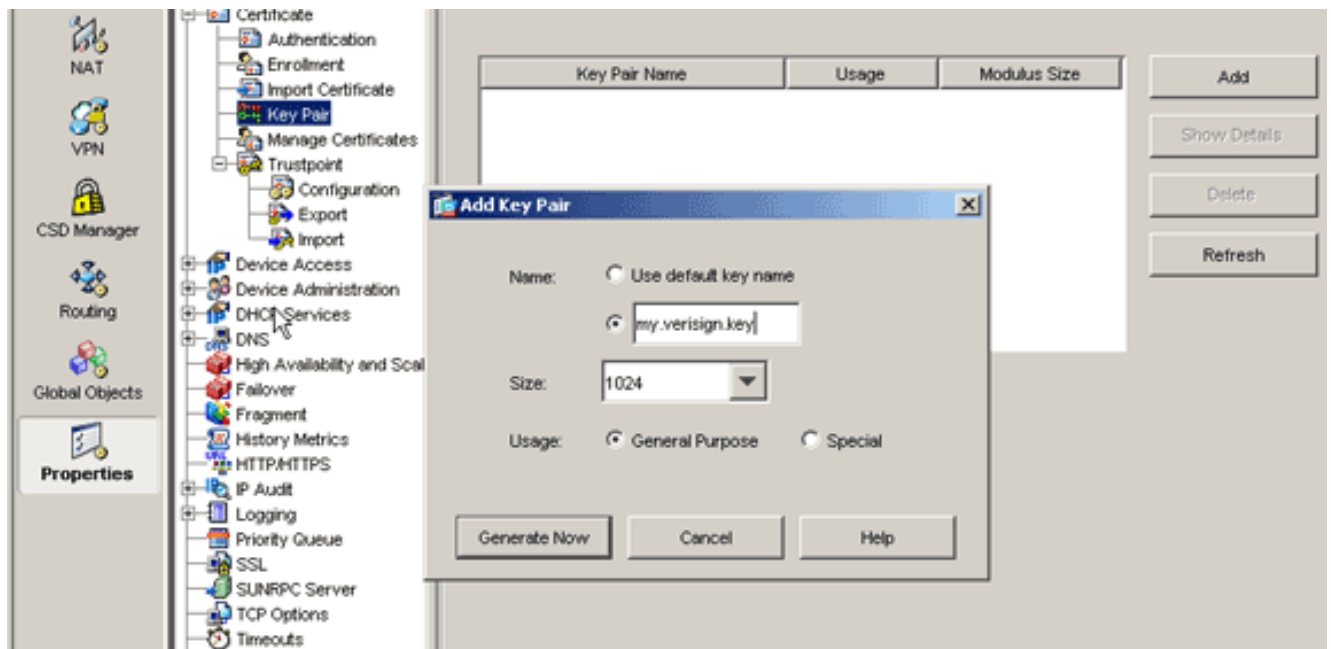 NAT
VPN
CSD Manager
Routing
Global Objects
Properties
Certificate
Authentication
Enrollment
Import Certificate
Key Pair
Manage Certificates
Trustpoint
Configuration
Export
Import
Device Access
Device Administration
DHCP Services
DNS
High Availability and Scal
Failover
Fragment
History Metrics
HTTP/HTTPS
IP Audit
Logging
Priority Queue
SSL
SUNRPC Server
TCP Options
Timeouts
Key Pair Name Usage Modulus Size
Add
Show Details
Delete
Refresh
Add Key Pair
Name: Use default key name
my.verisign.key
Size: 1024
Usage: General Purpose Special
Generate Now Cancel Help